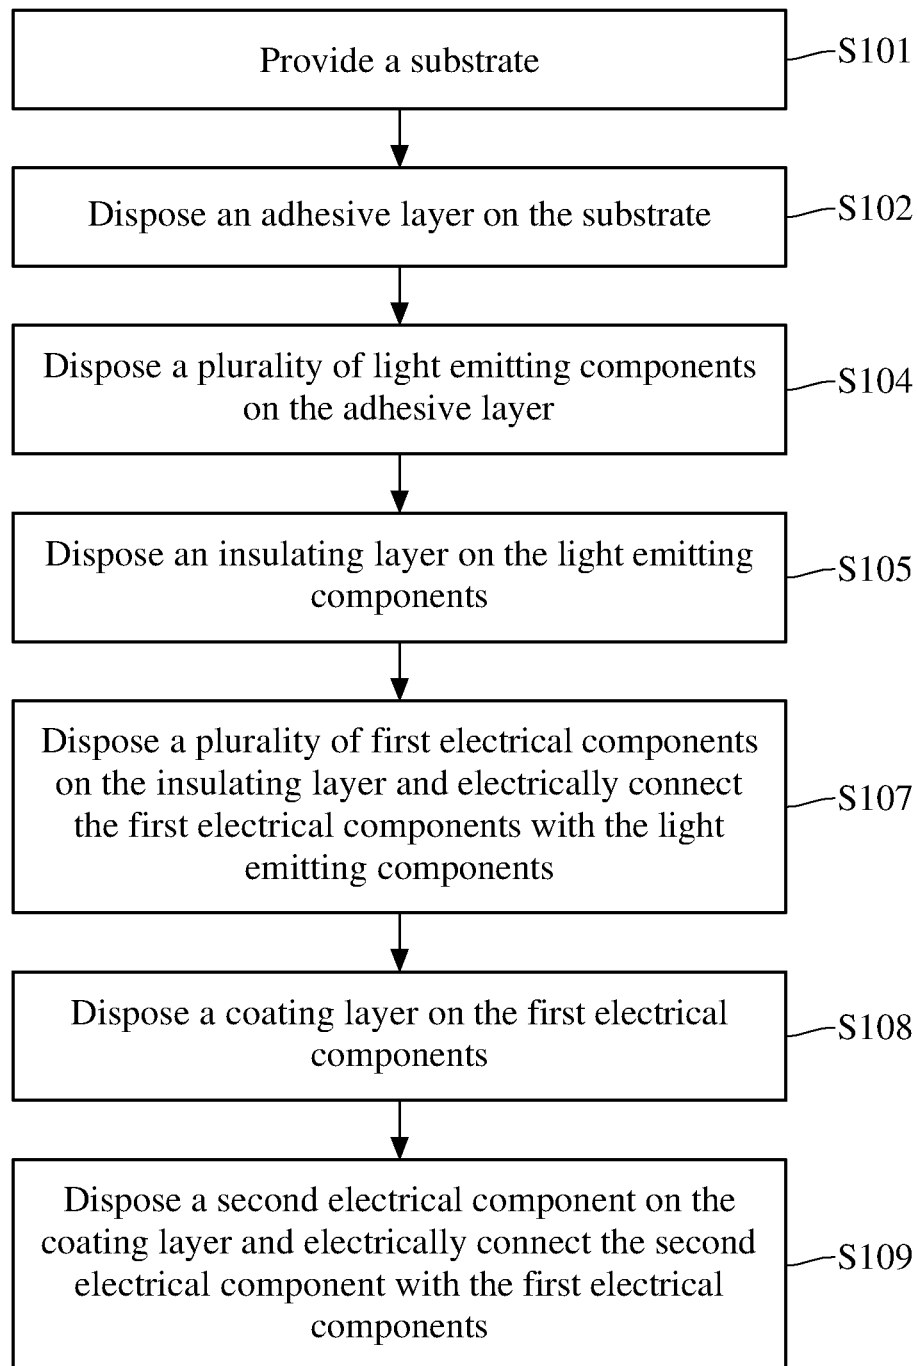 Provide a substrate
S101
Dispose an adhesive layer on the substrate
S102
Dispose a plurality of light emitting components
on the adhesive layer
S104
Dispose an insulating layer on the light emitting
components
S105
Dispose a plurality of first electrical components
on the insulating layer and electrically connect
the first electrical components with the light
emitting components
S107
Dispose a coating layer on the first electrical
components
S108
Dispose a second electrical component on the
coating layer and electrically connect the second
electrical component with the first electrical
components
S109